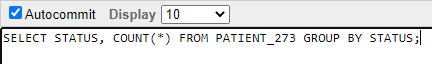 Autocommit Display 10
SELECT STATUS, COUNT(*) FROM PATIENT_273 GROUP BY STATUS;